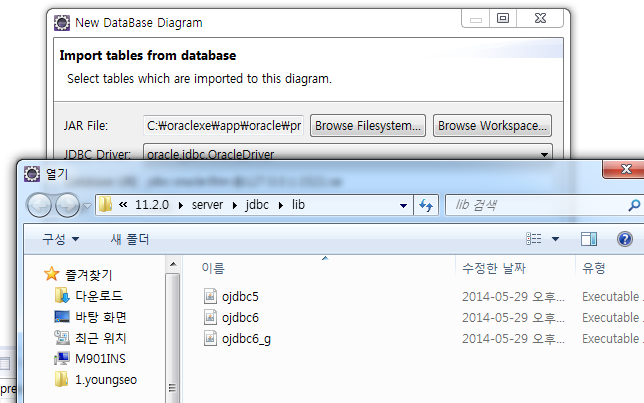 New DataBase Diagram
Import tables from database
Select tables which are imported to this diagram.
JAR File: C:₩oraclexe₩app₩oracle₩pr Browse Filesystem... Browse Workspace...
JDBC Driver: oracle.jdbc.OracleDriver
열기
« 11.2.0 server jdbc lib lib 검색
구성 새 폴더
즐겨찾기
다운로드
바탕 화면
최근 위치
M901INS
1.youngseo
이름 수정한 날짜 유형
ojdbc5 2014-05-29 오후... Executable
ojdbc6 2014-05-29 오후... Executable
ojdbc6_g 2014-05-29 오후... Executable
pre